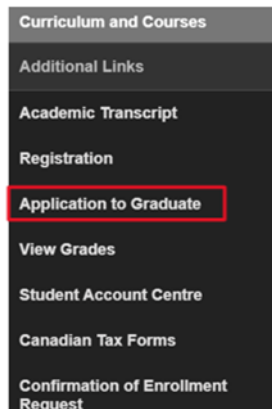 Curriculum and Courses
Additional Links
Academic Transcript
Registration
Application to Graduate
View Grades
Student Account Centre
Canadian Tax Forms
Confirmation of Enrollment
Request